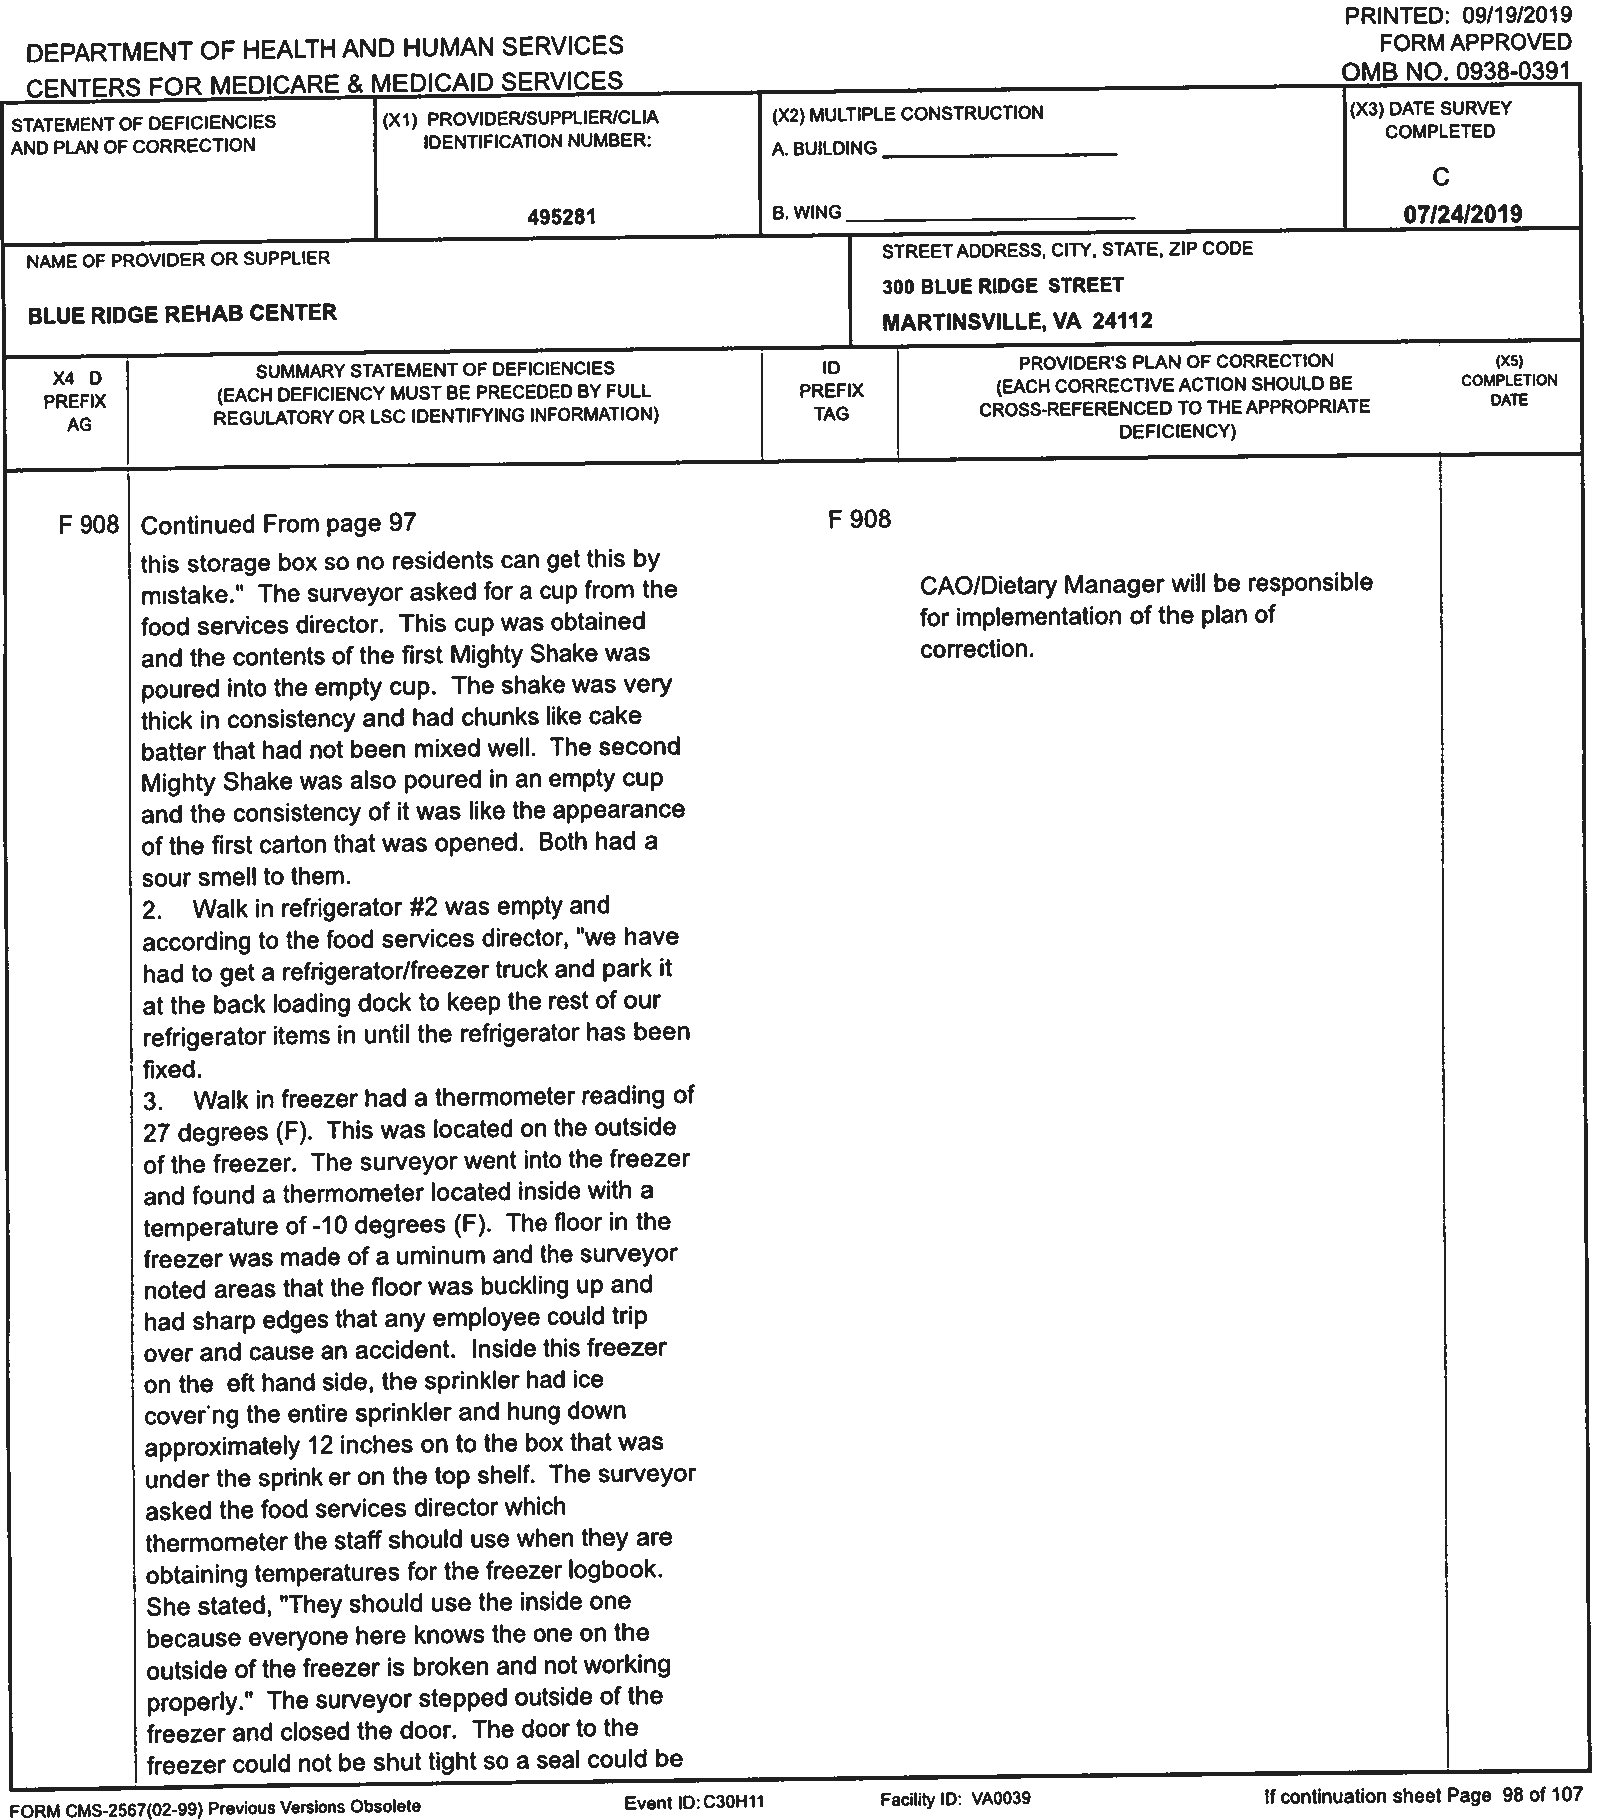 PRINTED: 09/19/2019
DEPARTMENT OF HEALTH AND HUMAN SERVICES
FORM APPROVED
CENTERS FOR MEDICARE & MEDICAID SERVICES
OMB NO. 0938-0391
STATEMENT OF DEFICIENCIES
AND PLAN OF CORRECTION
(X1) PROVIDER/SUPPLIER/CLIA
IDENTIFICATION NUMBER:
495281
(X2) MULTIPLE CONSTRUCTION
A. BUILDING
B. WING
(X3) DATE SURVEY
COMPLETED
C
07/24/2019
NAME OF PROVIDER OR SUPPLIER
BLUE RIDGE REHAB CENTER
STREET ADDRESS, CITY, STATE, ZIP CODE
300 BLUE RIDGE STREET
MARTINSVILLE, VA 24112
X4 D
PREFIX
AG
SUMMARY STATEMENT OF DEFICIENCIES
(EACH DEFICIENCY MUST BE PRECEDED BY FULL
REGULATORY OR LSC IDENTIFYING INFORMATION)
ID
PREFIX
TAG
PROVIDER'S PLAN OF CORRECTION
(EACH CORRECTIVE ACTION SHOULD BE
CROSS-REFERENCED TO THE APPROPRIATE
DEFICIENCY)
(X5)
COMPLETION
DATE
F 908
Continued From page 97
this storage box so no residents can get this by
mistake." The surveyor asked for a cup from the
food services director. This cup was obtained
and the contents of the first Mighty Shake was
poured into the empty cup. The shake was very
thick in consistency and had chunks like cake
batter that had not been mixed well. The second
Mighty Shake was also poured in an empty cup
and the consistency of it was like the appearance
of the first carton that was opened. Both had a
sour smell to them.
2. Walk in refrigerator #2 was empty and
according to the food services director, "we have
had to get a refrigerator/freezer truck and park it
at the back loading dock to keep the rest of our
refrigerator items in until the refrigerator has been
fixed.
3. Walk in freezer had a thermometer reading of
27 degrees (F). This was located on the outside
of the freezer. The surveyor went into the freezer
and found a thermometer located inside with a
temperature of -10 degrees (F). The floor in the
freezer was made of a uminum and the surveyor
noted areas that the floor was buckling up and
had sharp edges that any employee could trip
over and cause an accident. Inside this freezer
on the eft hand side, the sprinkler had ice
cover'ng the entire sprinkler and hung down
approximately 12 inches on to the box that was
under the sprink er on the top shelf. The surveyor
asked the food services director which
thermometer the staff should use when they are
obtaining temperatures for the freezer logbook.
She stated, "They should use the inside one
because everyone here knows the one on the
outside of the freezer is broken and not working
properly." The surveyor stepped outside of the
freezer and closed the door. The door to the
freezer could not be shut tight so a seal could be
F 908
CAO/Dietary Manager will be responsible
for implementation of the plan of
correction.
FORM CMS-2567(02-99) Previous Versions Obsolete
Event ID: C30H11
Facility ID: VA0039
If continuation sheet Page 98 of 107